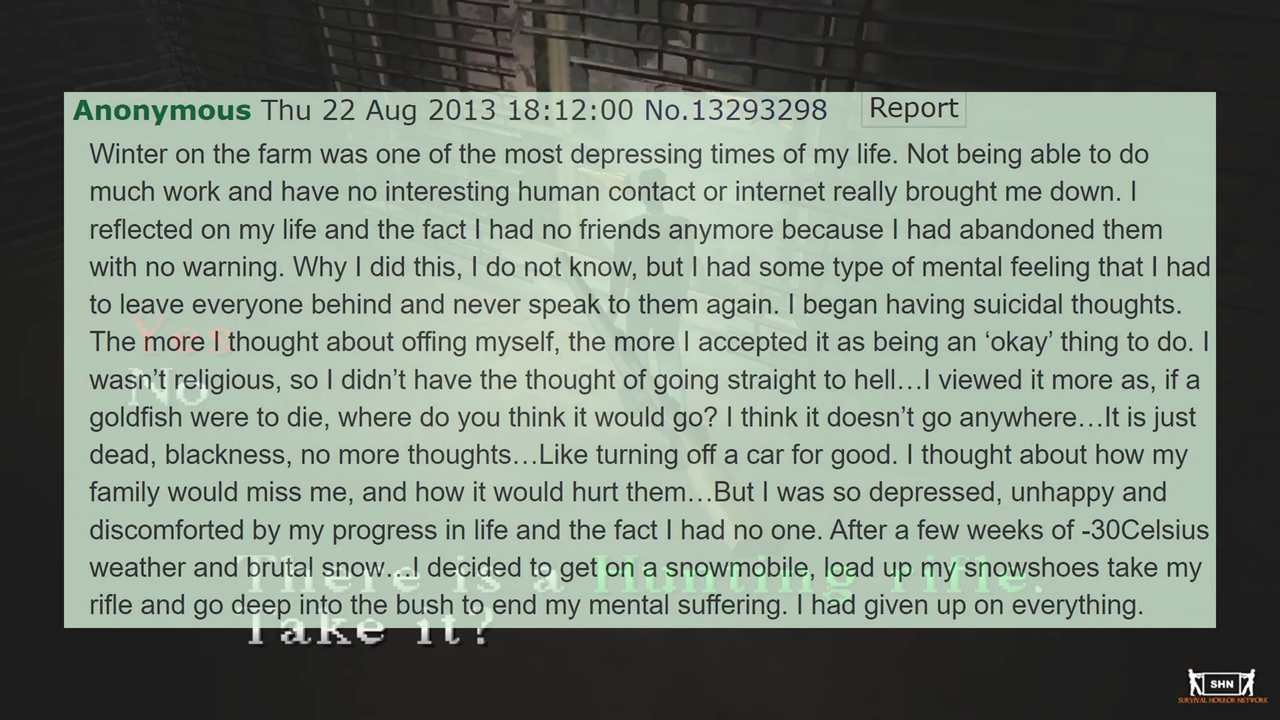 Anonymous Thu 22 Aug 2013 18:12:00 No.13293298 Report
Winter on the farm was one of the most depressing times of my life. Not being able to do
much work and have no interesting human contact or internet really brought me down. I
reflected on my life and the fact I had no friends anymore because I had abandoned them
with no warning. Why I did this, I do not know, but I had some type of mental feeling that I had
to leave everyone behind and never speak to them again. I began having suicidal thoughts.
The more I thought about offing myself, the more I accepted it as being an ‘okay’ thing to do. I
wasn’t religious, so I didn’t have the thought of going straight to hell…I viewed it more as, if a
goldfish were to die, where do you think it would go? I think it doesn’t go anywhere…It is just
dead, blackness, no more thoughts…Like turning off a car for good. I thought about how my
family would miss me, and how it would hurt them…But I was so depressed, unhappy and
discomforted by my progress in life and the fact I had no one. After a few weeks of -30Celsius
weather and brutal snow…I decided to get on a snowmobile, load up my snowshoes take my
rifle and go deep into the bush to end my mental suffering. I had given up on everything.
Yes
No
There is a Hunting rifle.
Take it?
SHN
SURVIVAL HORROR NETWORK